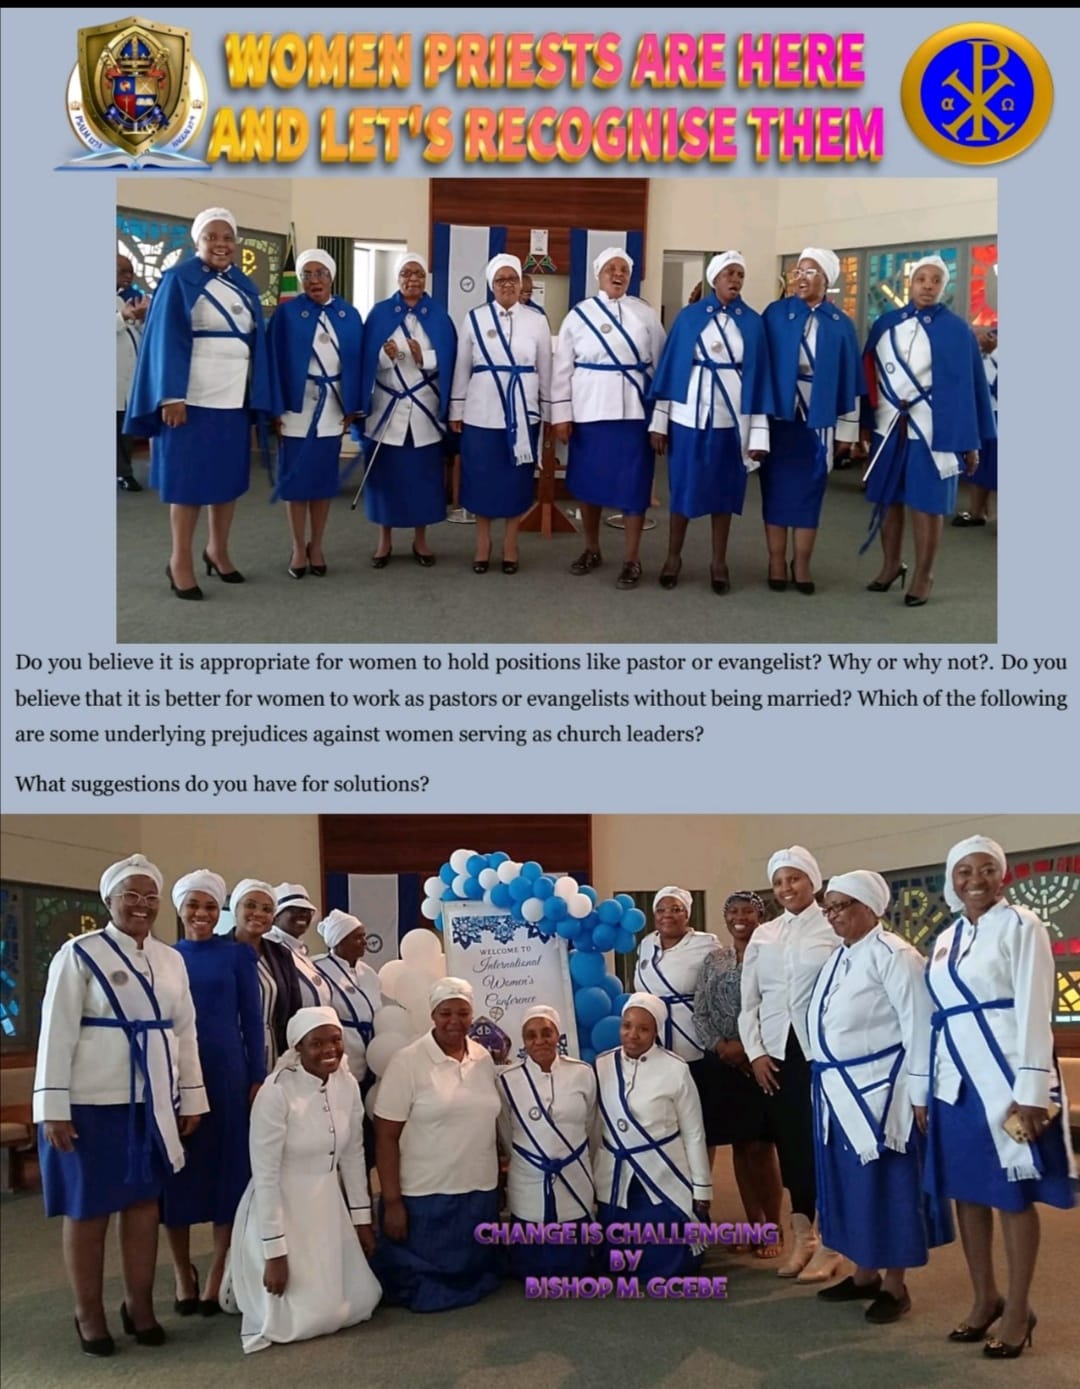 WOMEN PRIESTS ARE HERE
AND LET'S RECOGNISE THEM
PSALM 127:1
α
Ω
Do you believe it is appropriate for women to hold positions like pastor or evangelist? Why or why not?. Do you
believe that it is better for women to work as pastors or evangelists without being married? Which of the following
are some underlying prejudices against women serving as church leaders?
What suggestions do you have for solutions?
WELCOME TO
International
Women's
Conference
CHANGE IS CHALLENGING
BY
BISHOP M. GCEBE